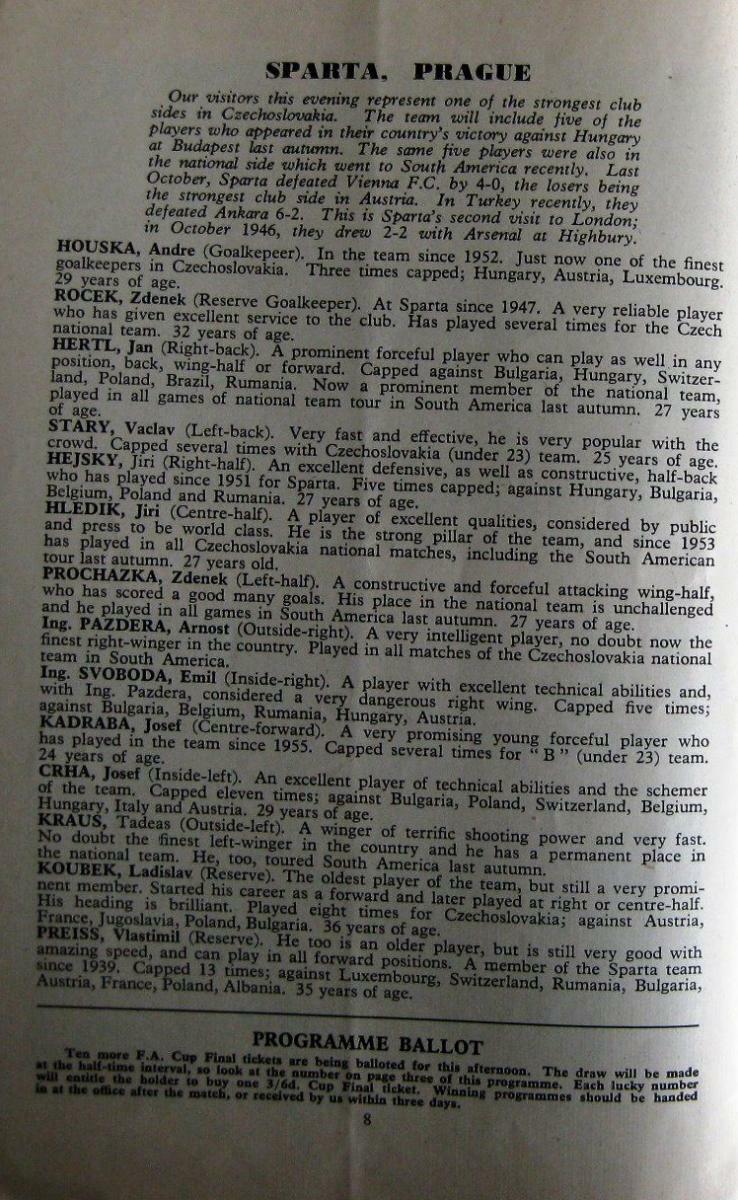 SPARTA, PRAGUE
Our visitors this evening represent one of the strongest club
sides in Czechoslovakia. The team will include five of the
players who appeared in their country's victory against Hungary
at Budapest last autumn. The same five players were also in
the national side which went to South America recently. Last
October, Sparta defeated Vienna F.C. by 4-0, the losers being
the strongest club side in Austria. In Turkey recently, they
defeated Ankara 6-2. This is Sparta's second visit to London;
in October 1946, they drew 2-2 with Arsenal at Highbury.
HOUSKA, Andre (Goalkepeer). In the team since 1952. Just now one of the finest
goalkeepers in Czechoslovakia. Three times capped; Hungary, Austria, Luxembourg.
29 years of age.
ROCEK, Zdenek (Reserve Goalkeeper). At Sparta since 1947. A very reliable player
who has given excellent service to the club. Has played several times for the Czech
national team. 32 years of age.
HERTL, Jan (Right-back). A prominent forceful player who can play as well in any
position, back, wing-half or forward. Capped against Bulgaria, Hungary, Switzer-
land, Poland, Brazil, Rumania. Now a prominent member of the national team,
played in all games of national team tour in South America last autumn. 27 years
of age.
STARY, Vaclav (Left-back). Very fast and effective, he is very popular with the
crowd. Capped several times with Czechoslovakia (under 23) team. 25 years of age.
HEJSKY, Jiri (Right-half). An excellent defensive, as well as constructive, half-back
who has played since 1951 for Sparta. Five times capped; against Hungary, Bulgaria,
Belgium, Poland and Rumania. 27 years of age.
HLEDIK, Jiri (Centre-half). A player of excellent qualities, considered by public
and press to be world class. He is the strong pillar of the team, and since 1953
has played in all Czechoslovakia national matches, including the South American
tour last autumn. 27 years old.
PROCHAZKA, Zdenek (Left-half). A constructive and forceful attacking wing-half,
who has scored a good many goals. His place in the national team is unchallenged
and he played in all games in South America last autumn. 27 years of age.
Ing. PAZDERA, Arnost (Outside-right). A very intelligent player, no doubt now the
finest right-winger in the country. Played in all matches of the Czechoslovakia national
team in South America.
Ing. SVOBODA, Emil (Inside-right). A player with excellent technical abilities and,
with Ing. Pazdera, considered a very dangerous right wing. Capped five times;
against Bulgaria, Belgium, Rumania, Hungary, Austria.
KADRABA, Josef (Centre-forward). A very promising young forceful player who
has played in the team since 1955. Capped several times for "B" (under 23) team.
24 years of age.
CRHA, Josef (Inside-left). An excellent player of technical abilities and the schemer
of the team. Capped eleven times; against Bulgaria, Poland, Switzerland, Belgium,
Hungary, Italy and Austria. 29 years of age.
KRAUS, Tadeas (Outside-left). A winger of terrific shooting power and very fast.
No doubt the finest left-winger in the country and he has a permanent place in
the national team. He, too, toured South America last autumn.
KOUBEK, Ladislav (Reserve). The oldest player of the team, but still a very promi-
nent member. Started his career as a forward and later played at right or centre-half.
His heading is brilliant. Played eight times for Czechoslovakia; against Austria,
France, Jugoslavia, Poland, Bulgaria. 36 years of age.
PREISS, Vlastimil (Reserve). He too is an older player, but is still very good with
amazing speed, and can play in all forward positions. A member of the Sparta team
since 1939. Capped 13 times; against Luxembourg, Switzerland, Rumania, Bulgaria,
Austria, France, Poland, Albania. 35 years of age.
PROGRAMME BALLOT
Ten more F.A. Cup Final tickets are being balloted for this afternoon. The draw will be made
at the half-time interval, so look at the number on page three of this programme. Each lucky number
will entitle the holder to buy one 3/6d. Cup Final ticket. Winning programmes should be handed
in at the office after the match, or received by us within three days.
8